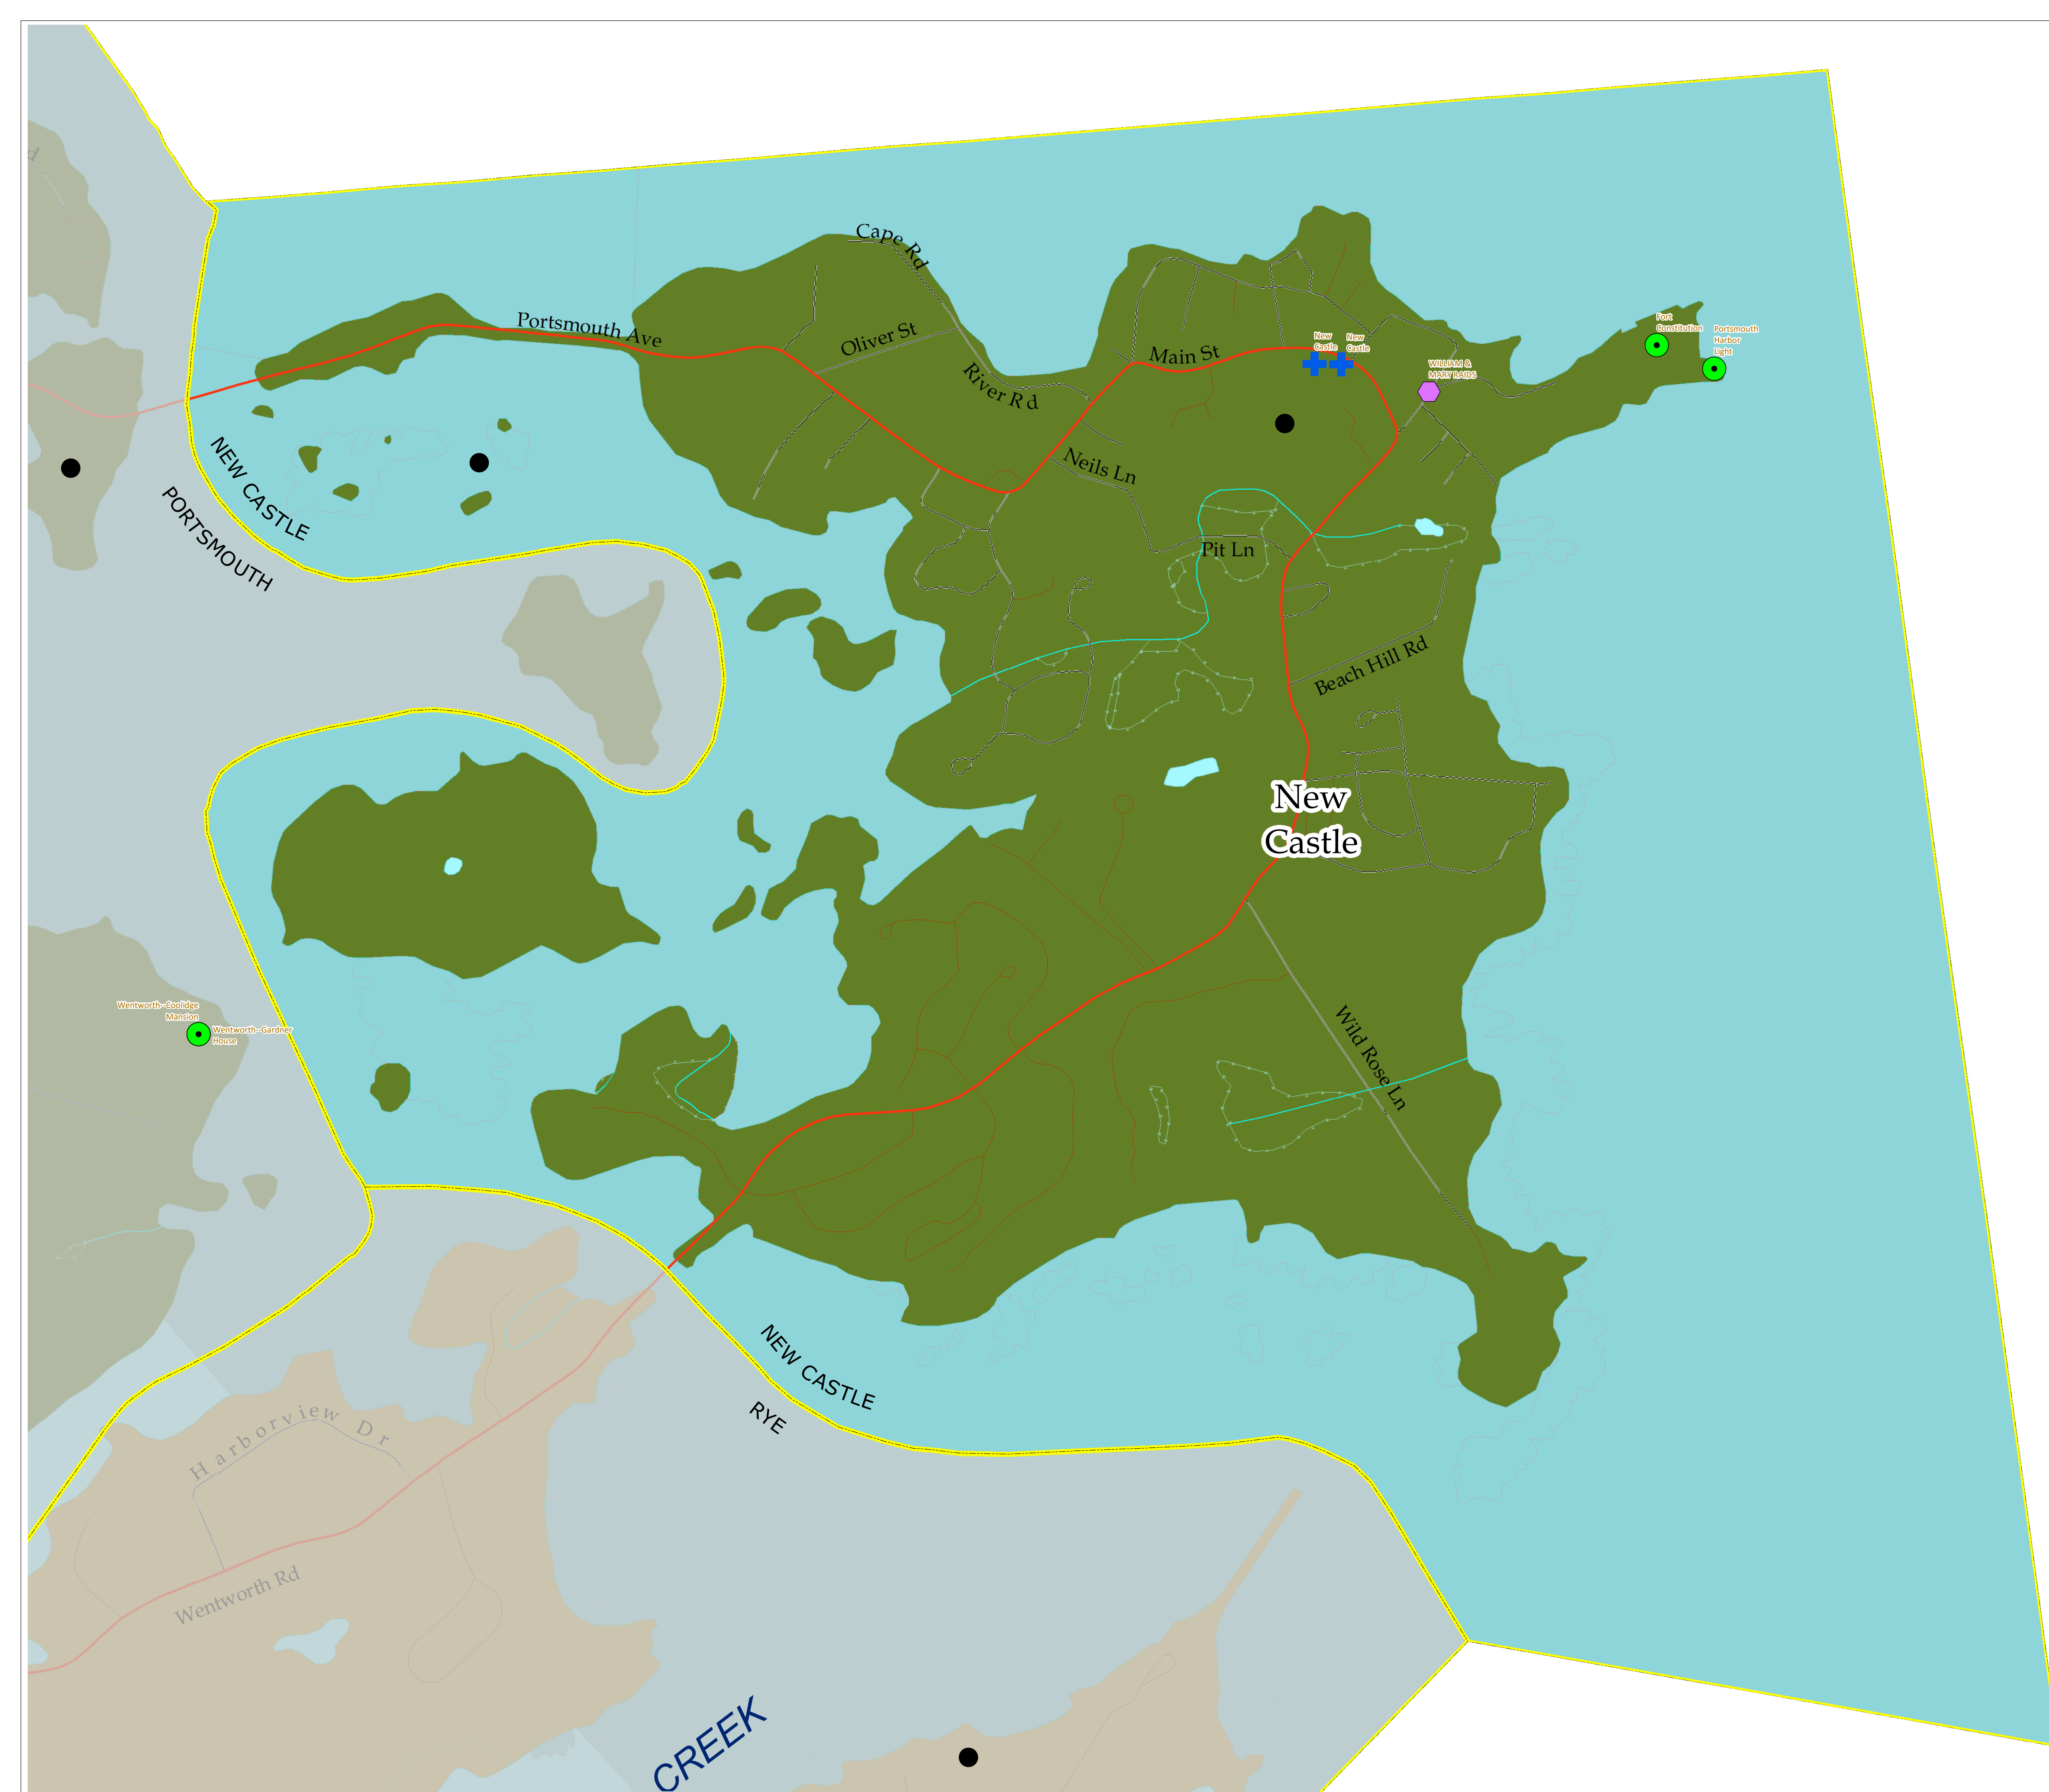 d
Cape Rd
Portsmouth Ave
Oliver St
River Rd
Main St
New
Castle
New
Castle
WILLIAM &
MARY RAIDS
Fort
Constitution
Portsmouth
Harbor
Light
Neils Ln
NEW CASTLE
PORTSMOUTH
Pit Ln
Beach Hill Rd
New
Castle
Wentworth-Coolidge
Mansion
Wentworth-Gardner
House
Wild Rose Ln
NEW CASTLE
RYE
Harborview Dr
Wentworth Rd
CREEK